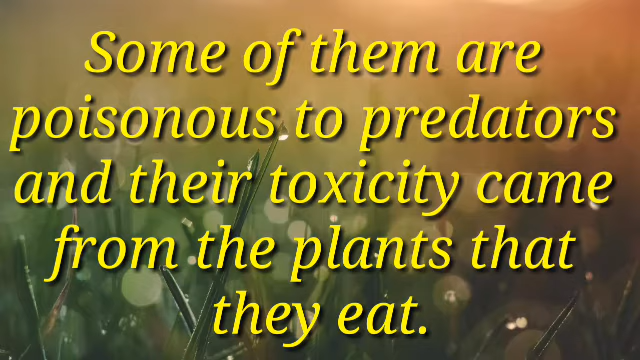 Some of them are
poisonous to predators
and their toxicity came
from the plants that
they eat.